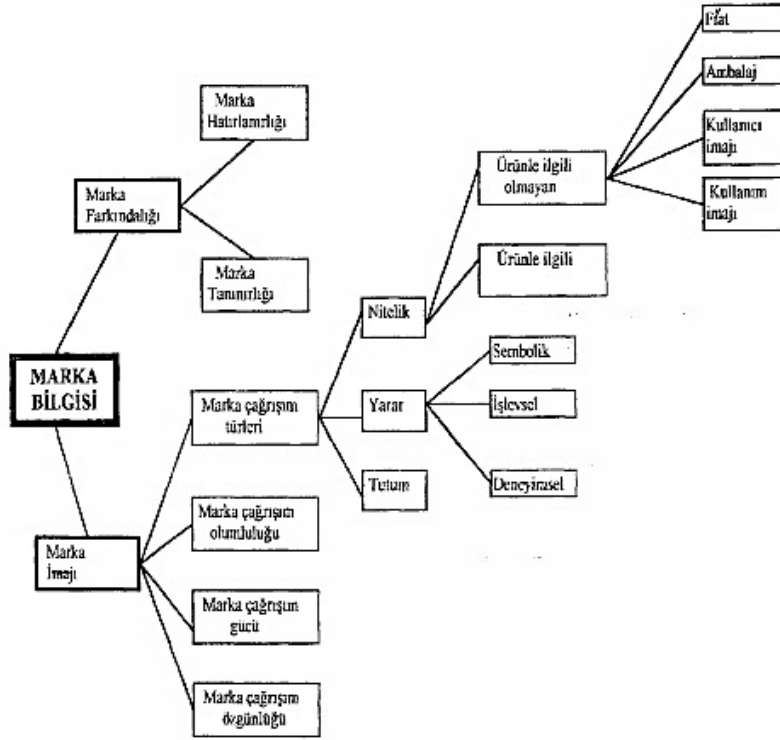 Fiat
Ambalaj
Kullanıcı
imajı
Kullanım
imajı
Marka
Hatırlanırlığı
Ürünle ilgili
olmayan
Marka
Farkındalığı
Ürünle ilgili
Marka
Tanınırlığı
Nitelik
Sembolik
MARKA
BİLGİSİ
Marka çağrışım
türleri
Yarar
İşlevsel
Tutum
Deneyimsel
Marka çağrışım
olumluluğu
Marka
İmajı
Marka çağrışım
gücü
Marka çağrışım
özgünlüğü